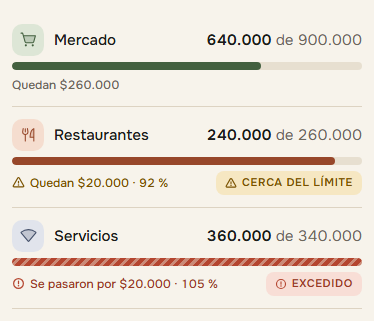 Mercado 640.000 de 900.000
Quedan $260.000
Restaurantes 240.000 de 260.000
Quedan $20.000 · 92 % CERCA DEL LÍMITE
Servicios 360.000 de 340.000
Se pasaron por $20.000 · 105 % EXCEDIDO